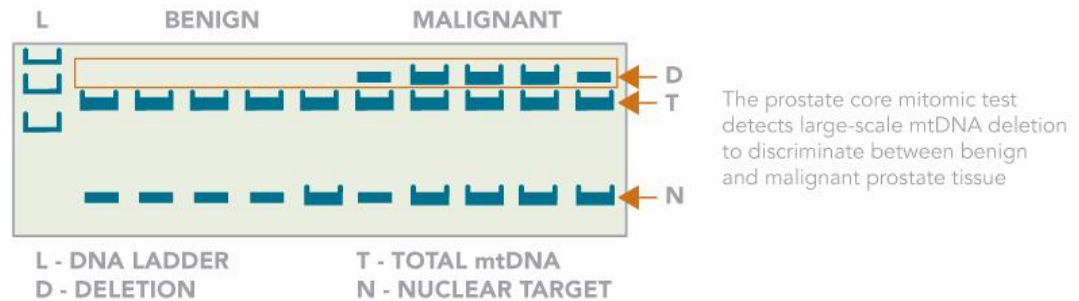 L BENIGN MALIGNANT
D
T
The prostate core mitomic test
detects large-scale mtDNA deletion
to discriminate between benign
and malignant prostate tissue
N
L - DNA LADDER T - TOTAL mtDNA
D - DELETION N - NUCLEAR TARGET